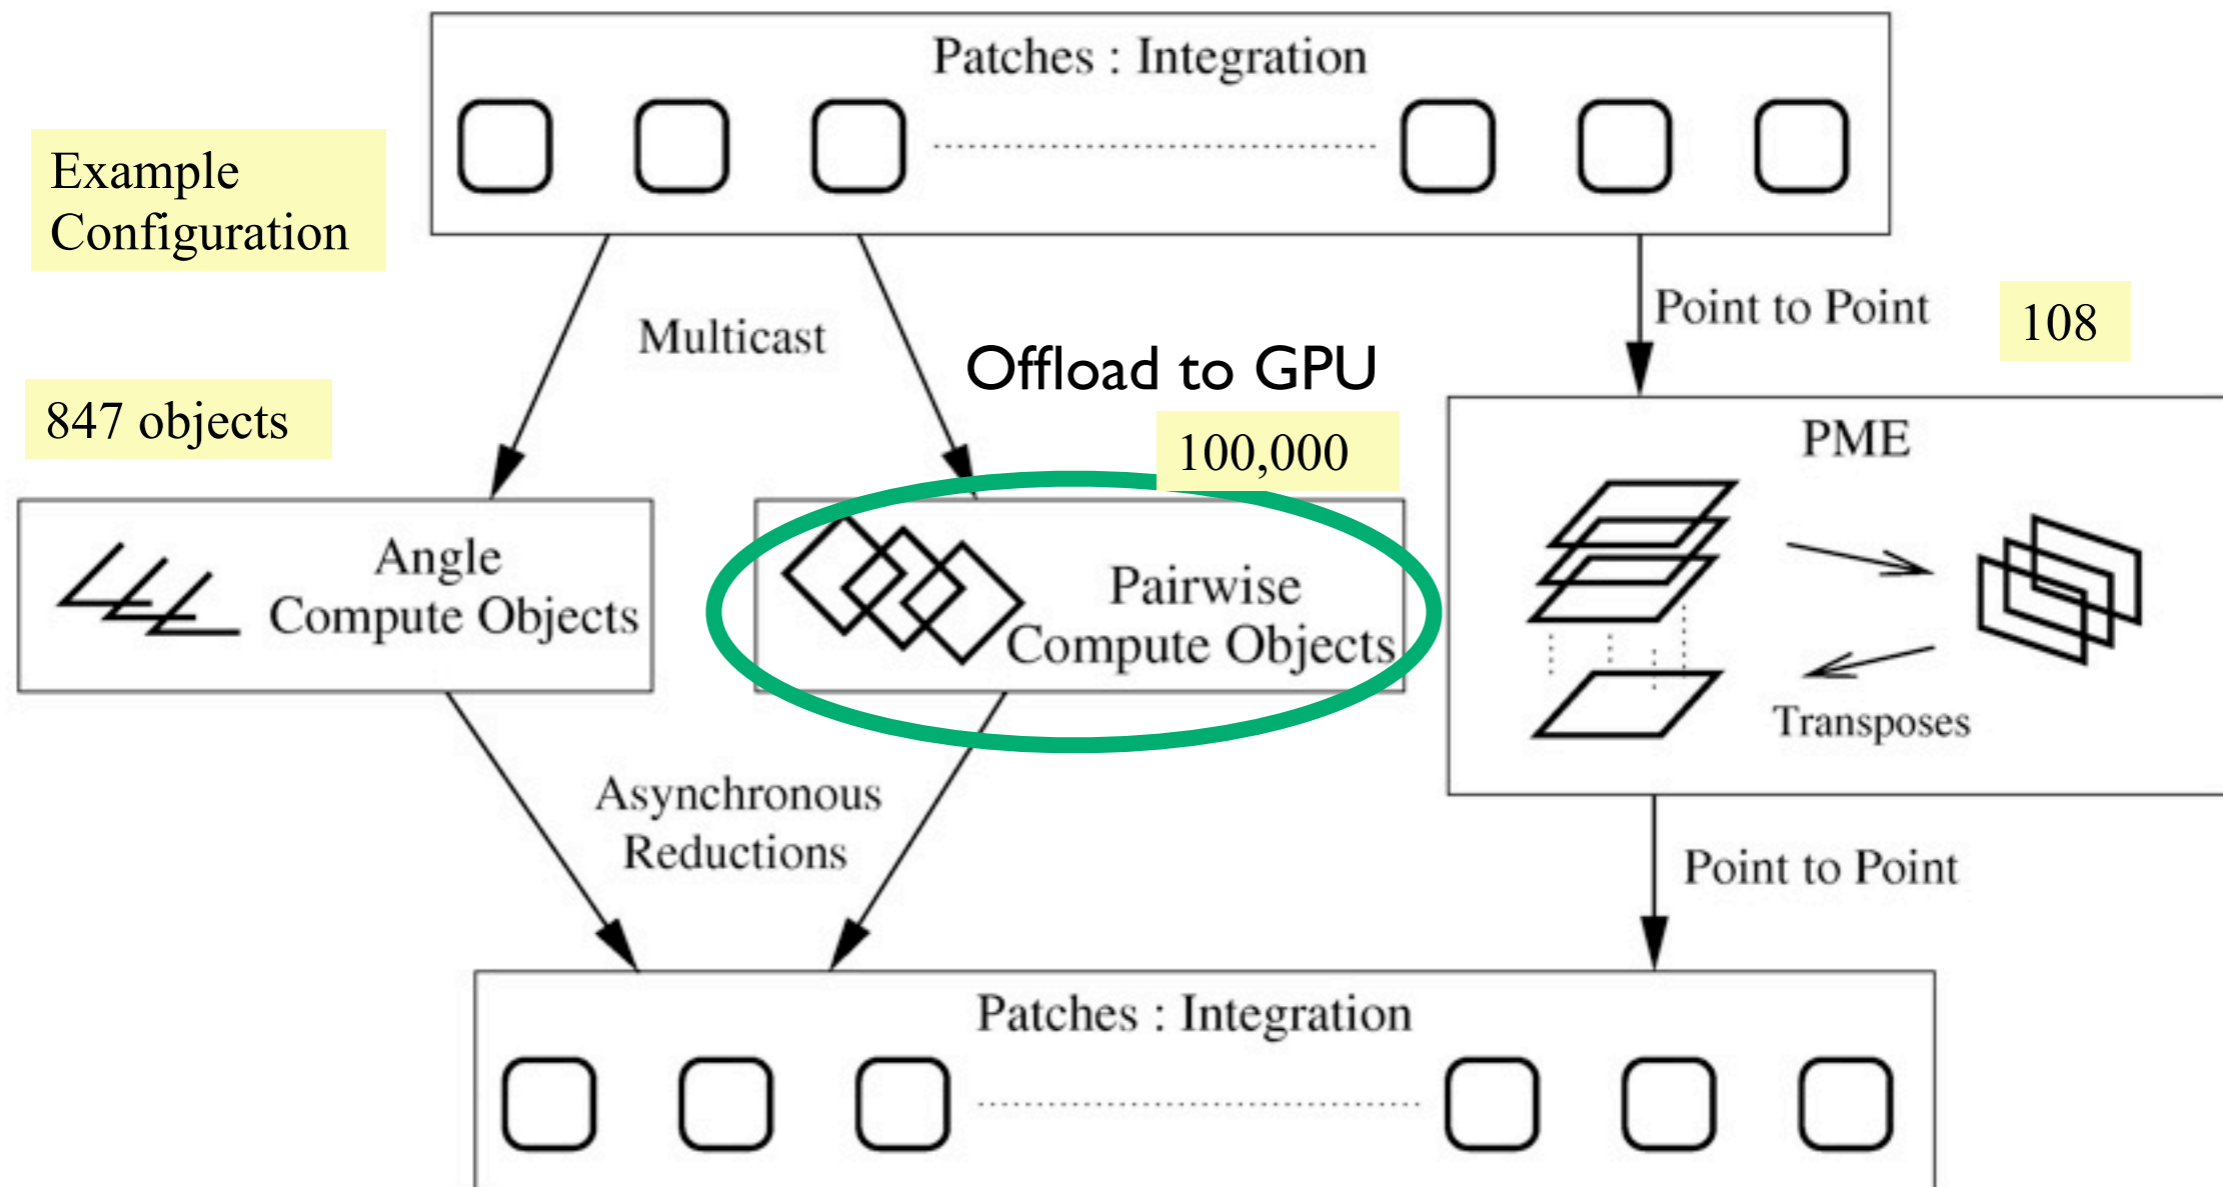 Patches : Integration
Example
Configuration
Multicast
Point to Point
108
Offload to GPU
847 objects
100,000
PME
Angle
Compute Objects
Pairwise
Compute Objects
Transposes
Asynchronous
Reductions
Point to Point
Patches : Integration